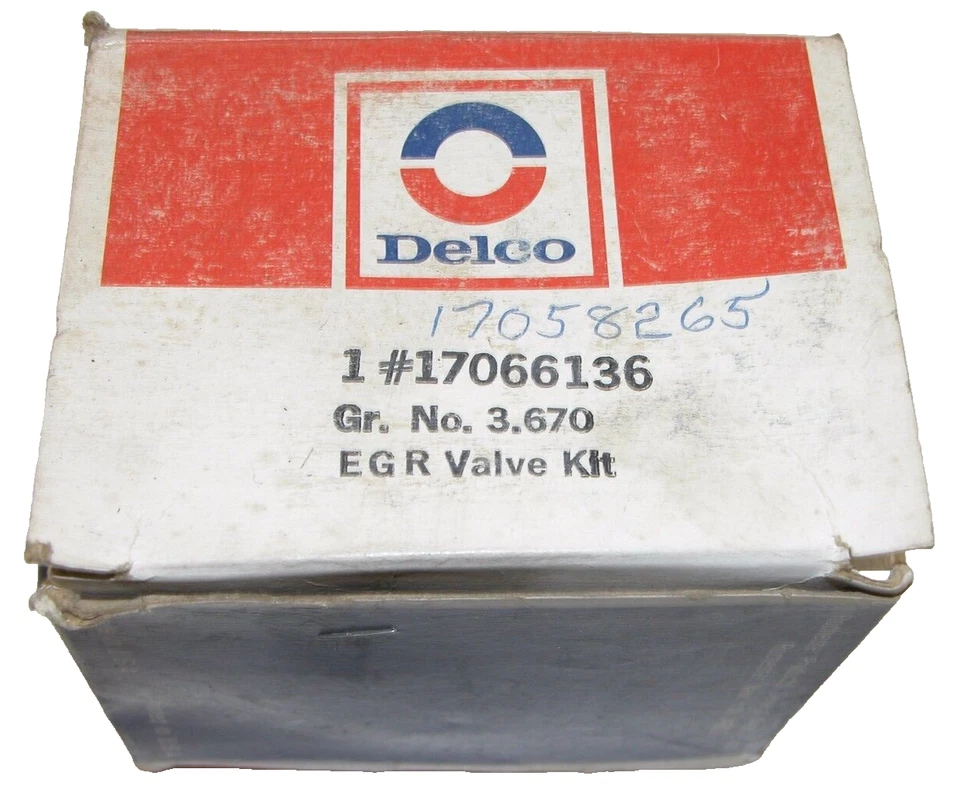 Delco
17058265
1 #17066136
Gr. No. 3.670
EGR Valve Kit